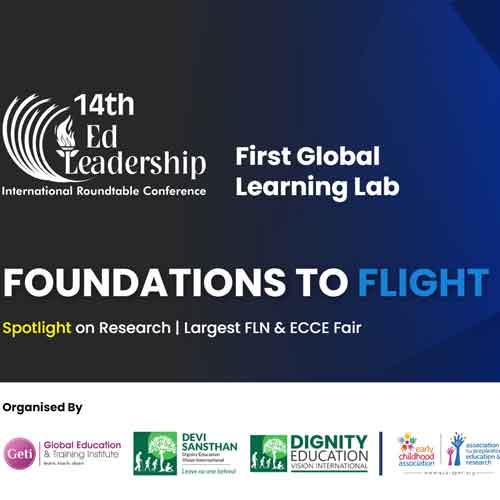 14th
Ed
Leadership
International Roundtable Conference
First Global
Learning Lab
FOUNDATIONS TO FLIGHT
Spotlight on Research | Largest FLN & ECCE Fair
Organised By
Geti
Global Education
& Training Institute
DEVI
SANSTHAN
Dignity Education
Vision International
Leave no one behind
DIGNITY
EDUCATION
VISION INTERNATIONAL
early
childhood
association
association
education &
research